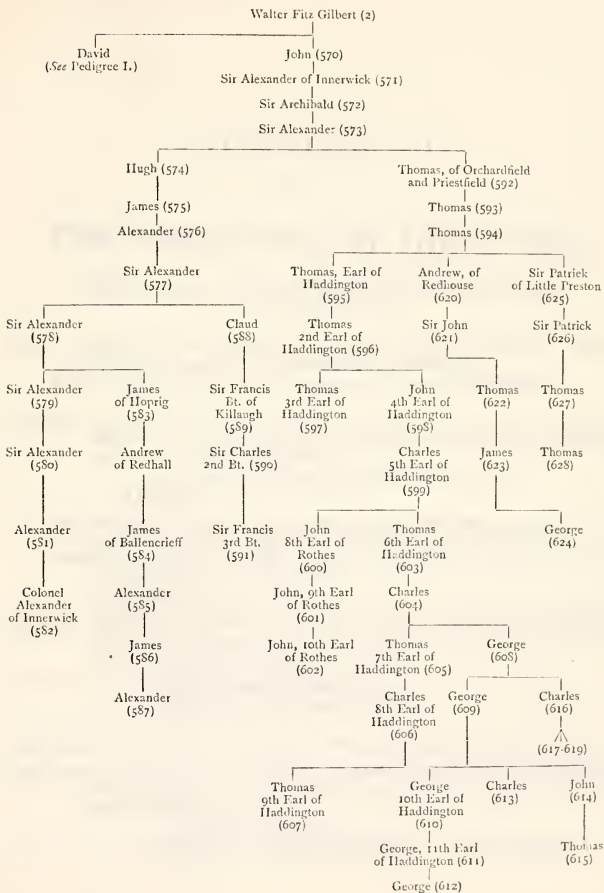 Walter Fitz Gilbert (2)
David
(See Pedigree I.)
John (570)
Sir Alexander of Innerwick (571)
Sir Archibald (572)
Sir Alexander (573)
Hugh (574)
James (575)
Alexander (576)
Sir Alexander
(577)
Thomas, of Orchardfield
and Priestfield (592)
Thomas (593)
Thomas (594)
Sir Alexander
(578)
Claud
(588)
Thomas, Earl of
Haddington
(595)
Andrew, of
Redhouse
(620)
Sir Patrick
of Little Preston
(625)
Thomas
2nd Earl of
Haddington (596)
Sir John
(621)
Sir Patrick
(626)
Sir Alexander
(579)
James
of Hoprig
(583)
Sir Francis
Bt. of
Killaugh
(589)
Thomas
3rd Earl of
Haddington
(597)
John
4th Earl of
Haddington
(598)
Thomas
(622)
Thomas
(627)
Sir Alexander
(580)
Andrew
of Redhall
Sir Charles
2nd Bt. (590)
Charles
5th Earl of
Haddington
(599)
James
(623)
Thomas
(628)
Alexander
(581)
James
of Ballencrieff
(584)
Sir Francis
3rd Bt.
(591)
John
8th Earl of
Rothes
(600)
Thomas
6th Earl of
Haddington
(603)
George
(624)
Colonel
Alexander
of Innerwick
(582)
Alexander
(585)
John, 9th Earl
of Rothes
(601)
Charles
(604)
James
(586)
John, 10th Earl
of Rothes
(602)
Thomas
7th Earl of
Haddington (605)
George
(608)
Alexander
(587)
Charles
8th Earl of
Haddington
(606)
George
(609)
Charles
(616)
(617-619)
Thomas
9th Earl of
Haddington
(607)
George
10th Earl of
Haddington
(610)
Charles
(613)
John
(614)
George, 11th Earl
of Haddington (611)
Thomas
(615)
George (612)